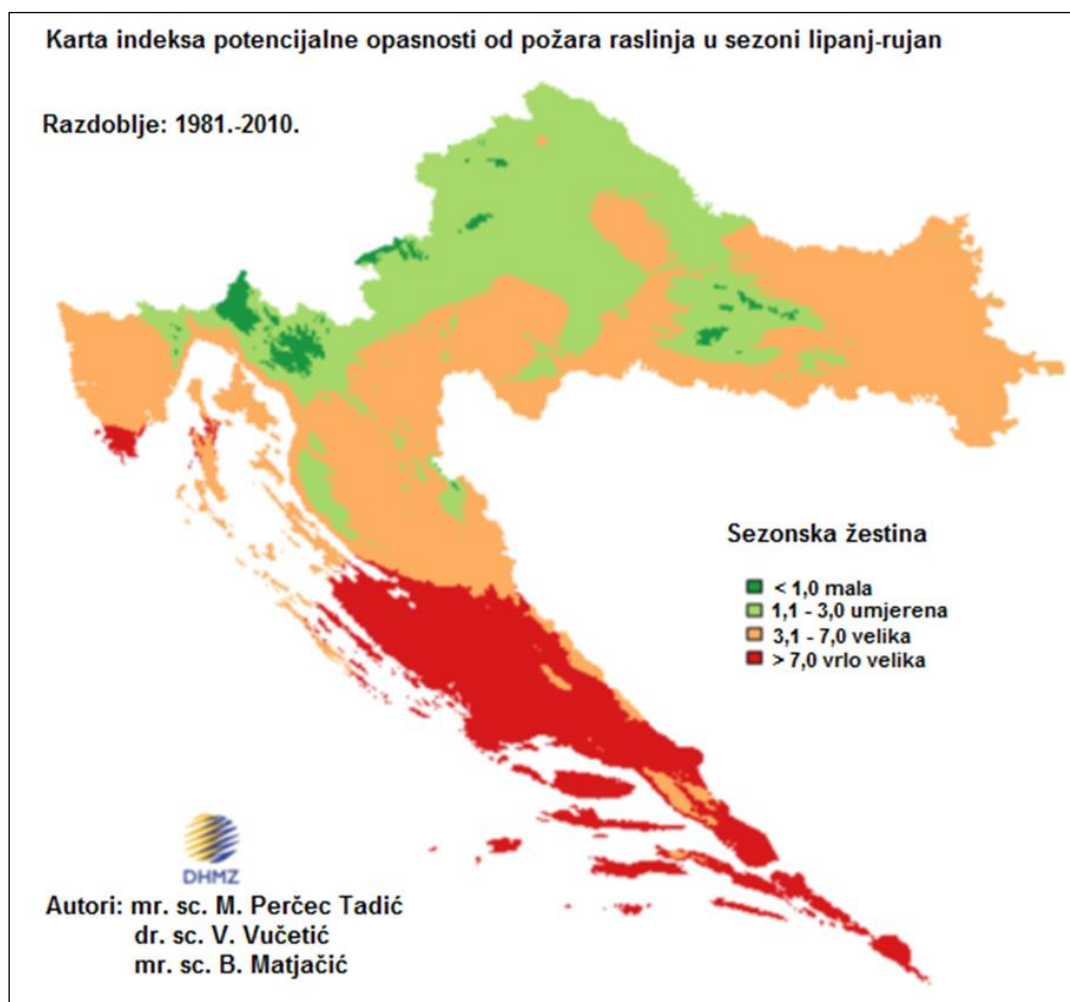 Karta indeksa potencijalne opasnosti od požara raslinja u sezoni lipanj-rujan
Razdoblje: 1981.-2010.
Sezonska žestina
< 1,0 mala
1,1 - 3,0 umjerena
3,1 - 7,0 velika
> 7,0 vrlo velika
DHMZ
Autori: mr. sc. M. Perčec Tadić
dr. sc. V. Vučetić
mr. sc. B. Matjačić